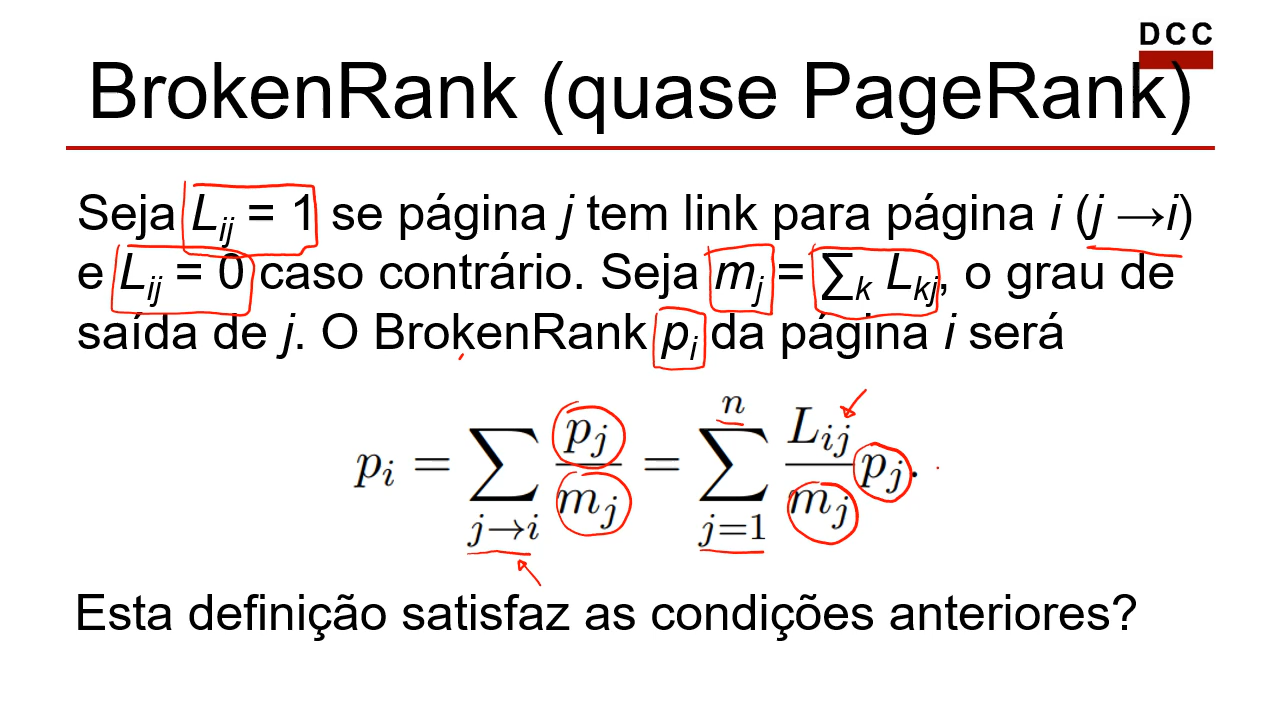 DCC
BrokenRank (quase PageRank)
Seja L_ij = 1 se página j tem link para página i (j →i)
e L_ij = 0 caso contrário. Seja m_j = ∑_k L_kj, o grau de
saída de j. O BrokenRank p_i da página i será
p_i = ∑_{j→i} p_j / m_j = ∑_{j=1}^{n} L_ij / m_j p_j.
Esta definição satisfaz as condições anteriores?